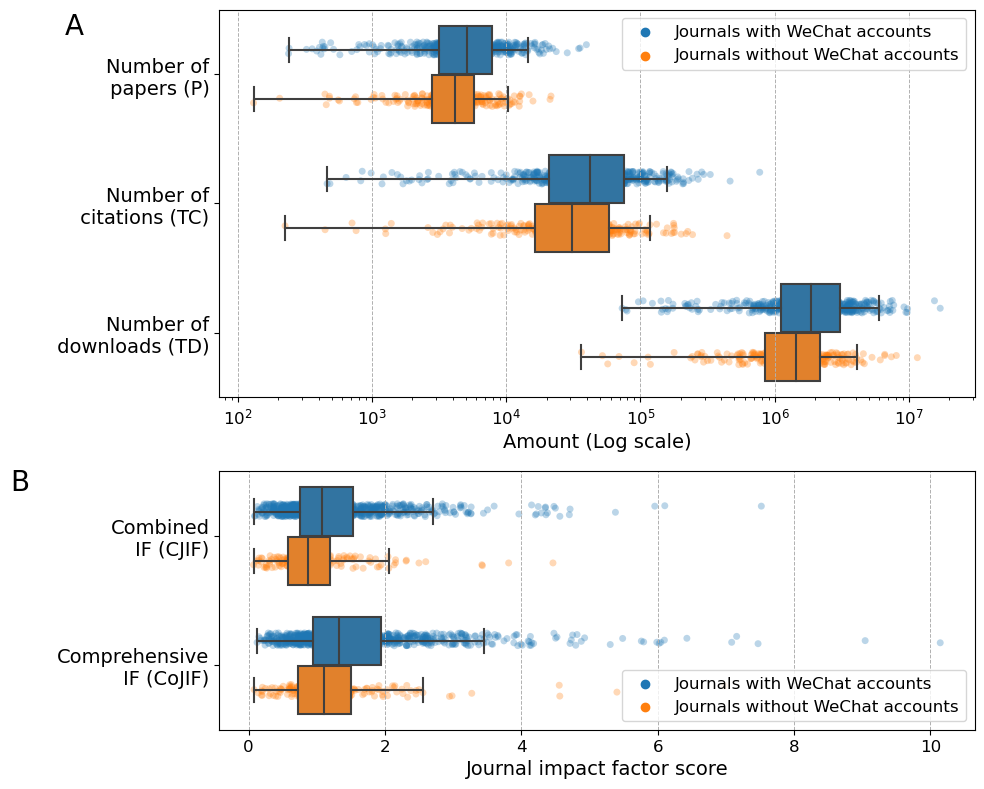 A
Journals with WeChat accounts
Journals without WeChat accounts
Number of
papers (P)
Number of
citations (TC)
Number of
downloads (TD)
10² 10³ 10⁴ 10⁵ 10⁶ 10⁷
Amount (Log scale)
B
Combined
IF (CJIF)
Comprehensive
IF (CoJIF)
Journals with WeChat accounts
Journals without WeChat accounts
0 2 4 6 8 10
Journal impact factor score